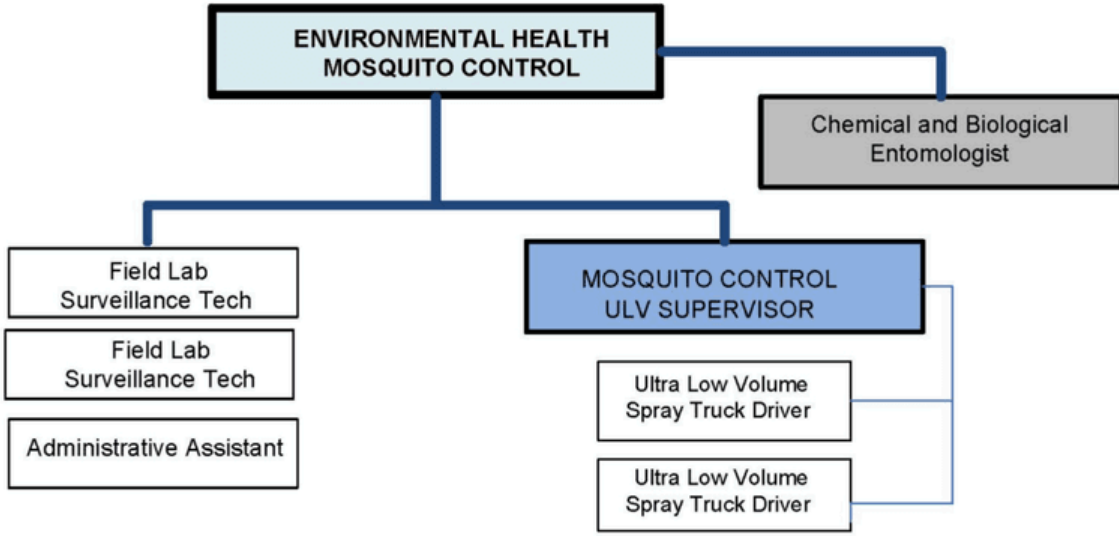 ENVIRONMENTAL HEALTH
MOSQUITO CONTROL
Chemical and Biological
Entomologist
Field Lab
Surveillance Tech
Field Lab
Surveillance Tech
Administrative Assistant
MOSQUITO CONTROL
ULV SUPERVISOR
Ultra Low Volume
Spray Truck Driver
Ultra Low Volume
Spray Truck Driver